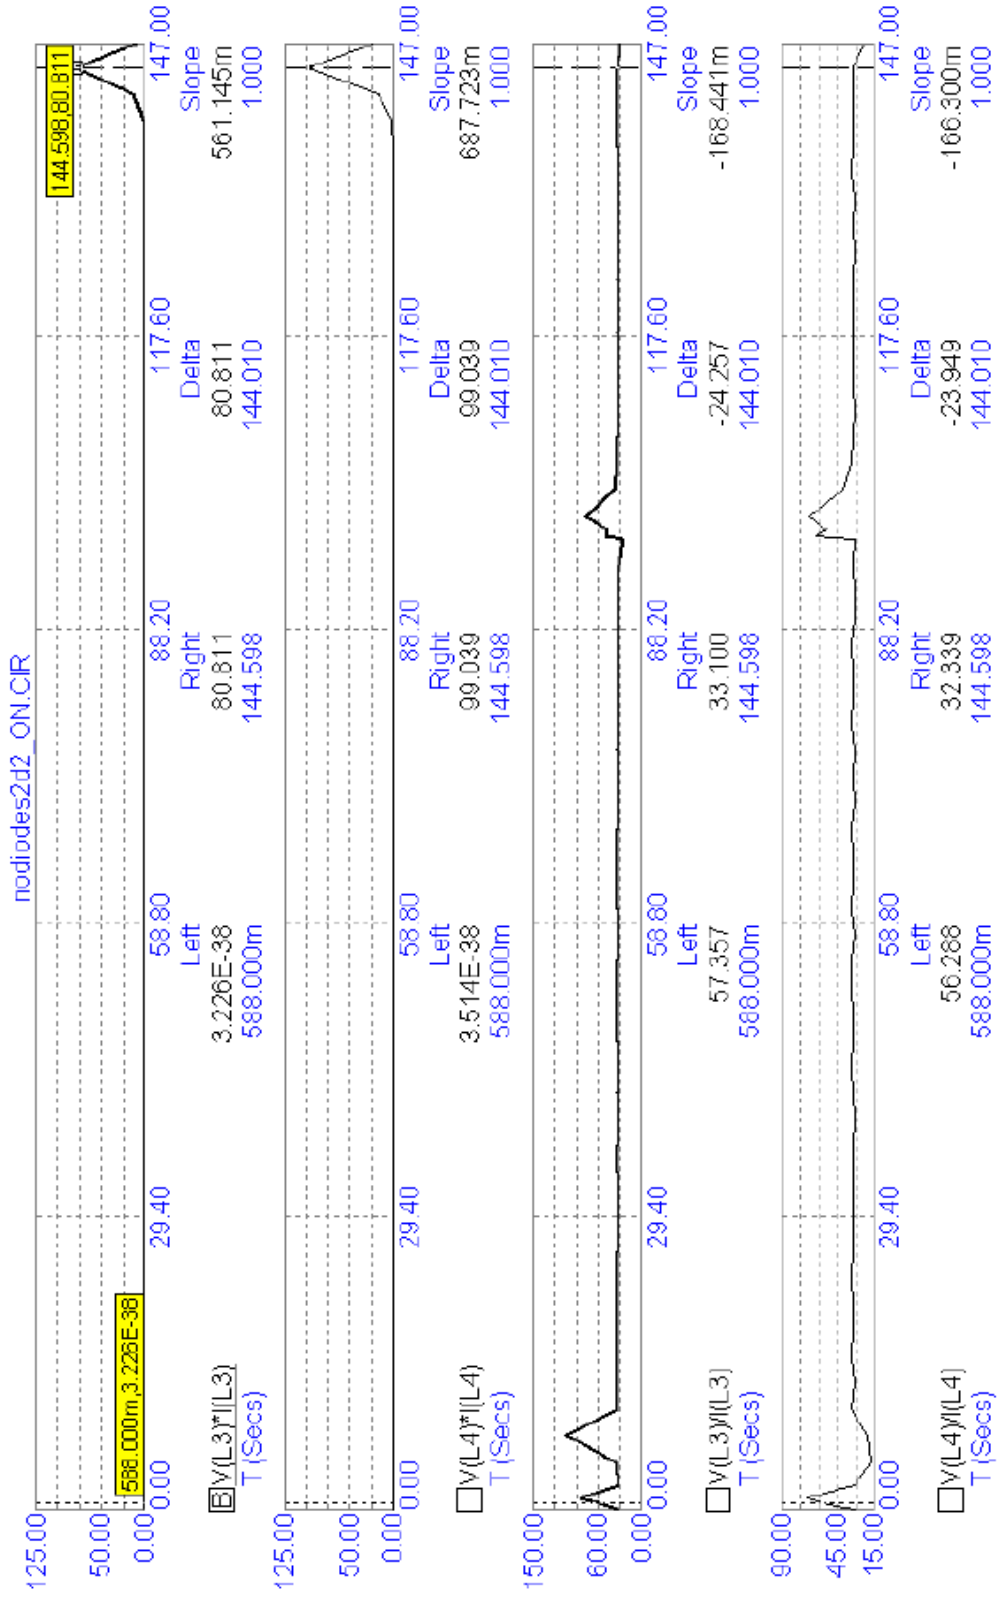 nodiodes2d2_ON.CIR
125.00
144.598,80.811
50.00
588.000m,3.226E-38
0.00
0.00 29.40 58.80 88.20 117.60 147.00
Left Right Delta Slope
B V(L3)*I(L3) 3.226E-38 80.811 80.811 561.145m
T (Secs) 588.000m 144.598 144.010 1.000
125.00
50.00
0.00
0.00 29.40 58.80 88.20 117.60 147.00
Left Right Delta Slope
V(L4)*I(L4) 3.514E-38 99.039 99.039 687.723m
T (Secs) 588.000m 144.598 144.010 1.000
150.00
60.00
0.00
0.00 29.40 58.80 88.20 117.60 147.00
Left Right Delta Slope
V(L3)/I(L3) 57.357 33.100 -24.257 -168.441m
T (Secs) 588.000m 144.598 144.010 1.000
90.00
45.00
15.00
0.00 29.40 58.80 88.20 117.60 147.00
Left Right Delta Slope
V(L4)/I(L4) 56.288 32.339 -23.949 -166.300m
T (Secs) 588.000m 144.598 144.010 1.000